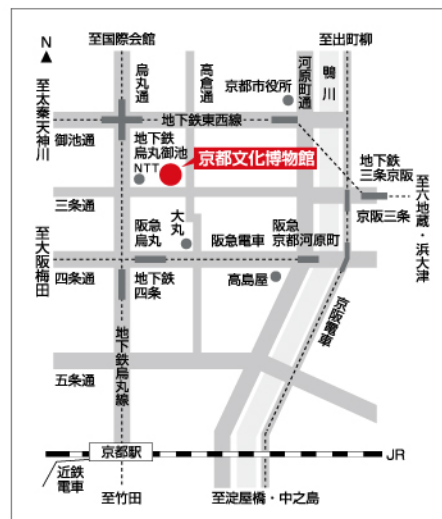 N
至国際会館
至出町柳
烏丸通
高倉通
河原町通
鴨川
京都市役所
至太秦天神川
地下鉄東西線
御池通
地下鉄
烏丸御池
京都文化博物館
NTT
地下鉄
三条京阪
三条通
京阪三条
至六地蔵・浜大津
大丸
阪急
烏丸
阪急電車
阪急
京都河原町
至大阪梅田
四条通
地下鉄
四条
高島屋
京阪電車
地下鉄烏丸線
五条通
京都駅
JR
近鉄
電車
至竹田
至淀屋橋・中之島